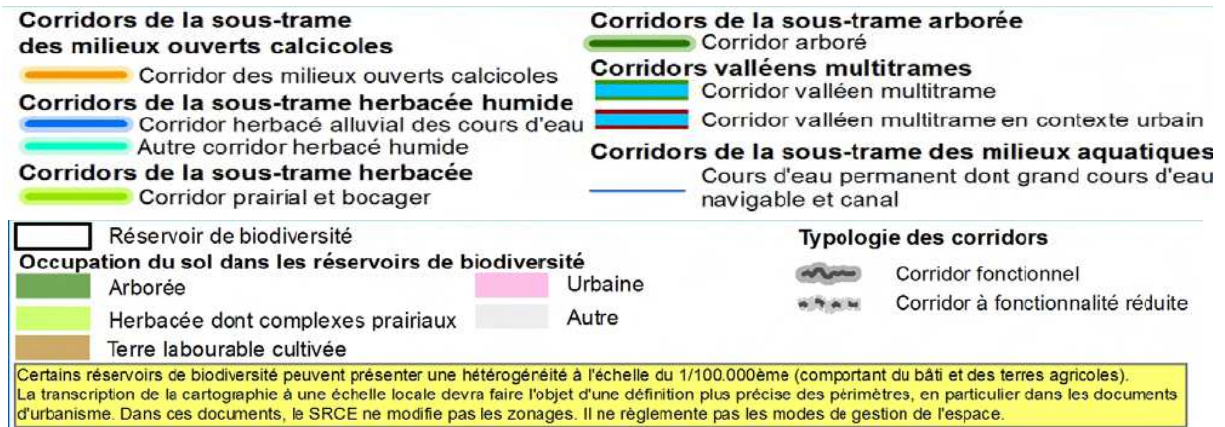 Corridors de la sous-trame
des milieux ouverts calcicoles
Corridor des milieux ouverts calcicoles
Corridors de la sous-trame herbacée humide
Corridor herbacé alluvial des cours d'eau
Autre corridor herbacé humide
Corridors de la sous-trame herbacée
Corridor prairial et bocager
Corridors de la sous-trame arborée
Corridor arboré
Corridors valléens multitrames
Corridor valléen multitrame
Corridor valléen multitrame en contexte urbain
Corridors de la sous-trame des milieux aquatiques
Cours d'eau permanent dont grand cours d'eau
navigable et canal
Réservoir de biodiversité
Occupation du sol dans les réservoirs de biodiversité
Arborée
Herbacée dont complexes prairiaux
Terre labourable cultivée
Urbaine
Autre
Typologie des corridors
Corridor fonctionnel
Corridor à fonctionnalité réduite
Certains réservoirs de biodiversité peuvent présenter une hétérogénéité à l'échelle du 1/100.000ème (comportant du bâti et des terres agricoles).
La transcription de la cartographie à une échelle locale devra faire l'objet d'une définition plus précise des périmètres, en particulier dans les documents
d'urbanisme. Dans ces documents, le SRCE ne modifie pas les zonages. Il ne règlemente pas les modes de gestion de l'espace.